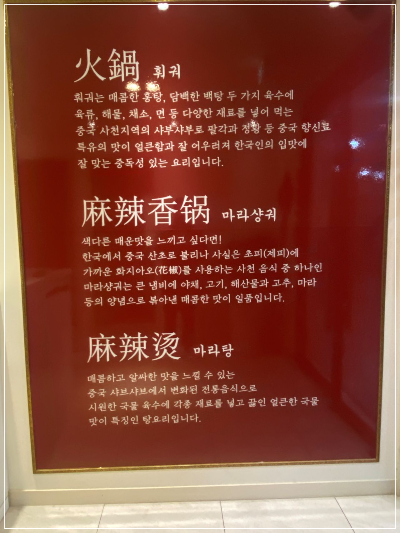 火鍋 훠궈
훠궈는 매콤한 홍탕, 담백한 백탕 두 가지 육수에
육류, 해물, 채소, 면 등 다양한 재료를 넣어 먹는
중국 사천지역의 샤부샤부로 팔각과 정향 등 중국 향신료
특유의 맛이 얼큰함과 잘 어우러져 한국인의 입맛에
잘 맞는 중독성 있는 요리입니다.
麻辣香锅 마라샹궈
색다른 매운맛을 느끼고 싶다면!
한국에서 중국 산초로 불리나 사실은 초피(제피)에
가까운 화지아오(花椒)를 사용하는 사천 음식 중 하나인
마라샹궈는 큰 냄비에 야채, 고기, 해산물과 고추, 마라
등의 양념으로 볶아낸 매콤한 맛이 일품입니다.
麻辣烫 마라탕
매콤하고 알싸한 맛을 느낄 수 있는
중국 샤브샤브에서 변화된 전통음식으로
시원한 국물 육수에 각종 재료를 넣고 끓인 얼큰한 국물
맛이 특징인 탕요리입니다.